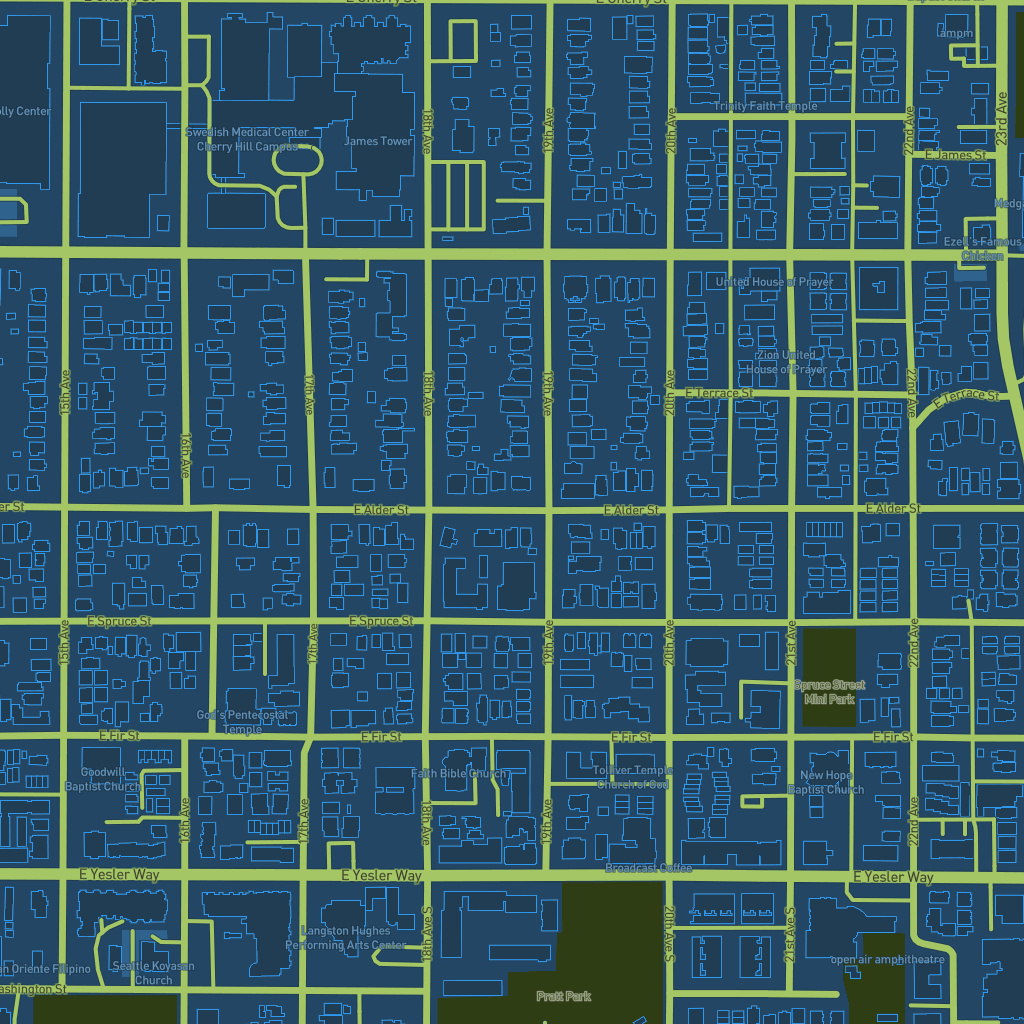 E Cherry St
E Cherry St
E Cherry St
ampm
olly Center
Trinity Faith Temple
Swedish Medical Center
Cherry Hill Campus
James Tower
18th Ave
19th Ave
20th Ave
22nd Ave
23rd Ave
E James St
Medga
Ezell's Famous
Chicken
United House of Prayer
Zion United
House of Prayer
15th Ave
16th Ave
17th Ave
18th Ave
19th Ave
20th Ave
22nd Ave
E Terrace St
E Terrace St
er St
E Alder St
E Alder St
E Alder St
E Spruce St
E Spruce St
15th Ave
17th Ave
19th Ave
20th Ave
21st Ave
22nd Ave
Spruce Street
Mini Park
God's Pentecostal
Temple
E Fir St
E Fir St
E Fir St
E Fir St
Goodwill
Baptist Church
Faith Bible Church
Tolliver Temple
Church of God
New Hope
Baptist Church
16th Ave
17th Ave
18th Ave
19th Ave
22nd Ave
Broadcast Coffee
E Yesler Way
E Yesler Way
E Yesler Way
Langston Hughes
Performing Arts Center
18th Ave S
20th Ave S
21st Ave S
open air amphitheatre
an Oriente Filipino
Seattle Koyasan
Church
ashington St
Pratt Park